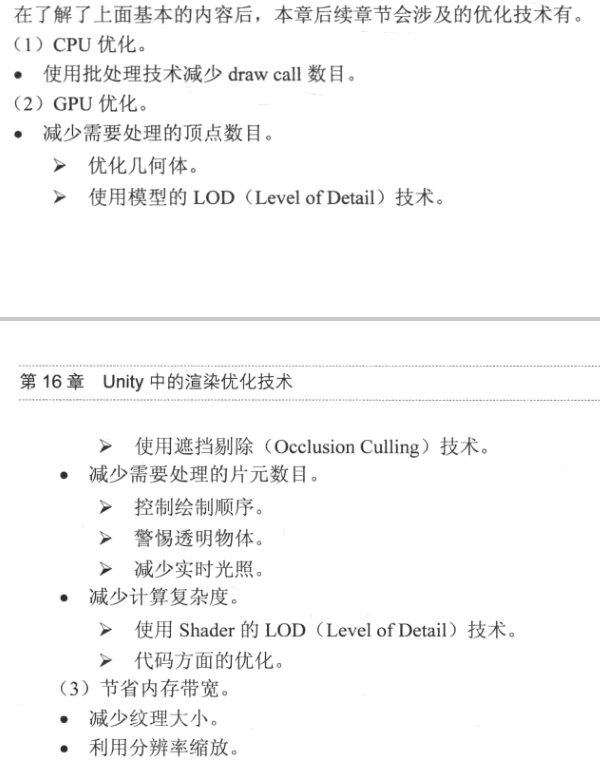 在了解了上面基本的内容后，本章后续章节会涉及的优化技术有。
（1）CPU 优化。
● 使用批处理技术减少 draw call 数目。
（2）GPU 优化。
● 减少需要处理的顶点数目。
➢ 优化几何体。
➢ 使用模型的 LOD（Level of Detail）技术。
第 16 章 Unity 中的渲染优化技术
➢ 使用遮挡剔除（Occlusion Culling）技术。
● 减少需要处理的片元数目。
➢ 控制绘制顺序。
➢ 警惕透明物体。
➢ 减少实时光照。
● 减少计算复杂度。
➢ 使用 Shader 的 LOD（Level of Detail）技术。
➢ 代码方面的优化。
（3）节省内存带宽。
● 减少纹理大小。
● 利用分辨率缩放。